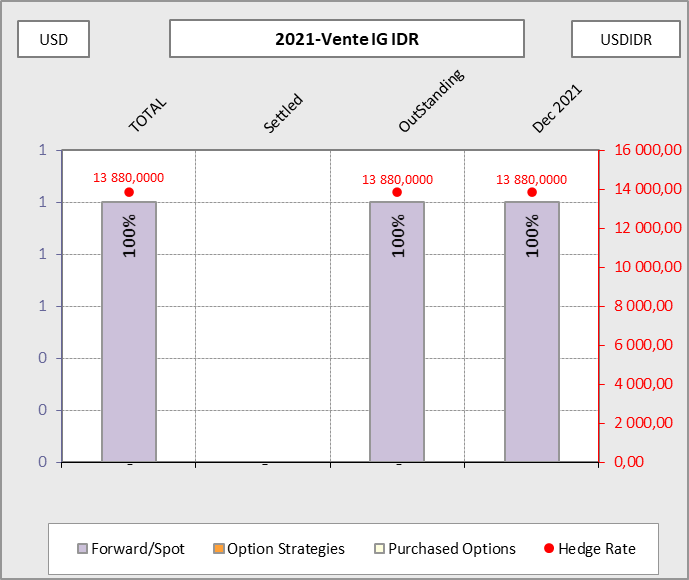 USD
2021-Vente IG IDR
USDIDR
TOTAL
Settled
OutStanding
Dec 2021
1
1
1
1
0
0
0
13 880,0000
13 880,0000
13 880,0000
100%
100%
100%
16 000,00
14 000,00
12 000,00
10 000,00
8 000,00
6 000,00
4 000,00
2 000,00
0,00
-
-
-
Forward/Spot
Option Strategies
Purchased Options
Hedge Rate